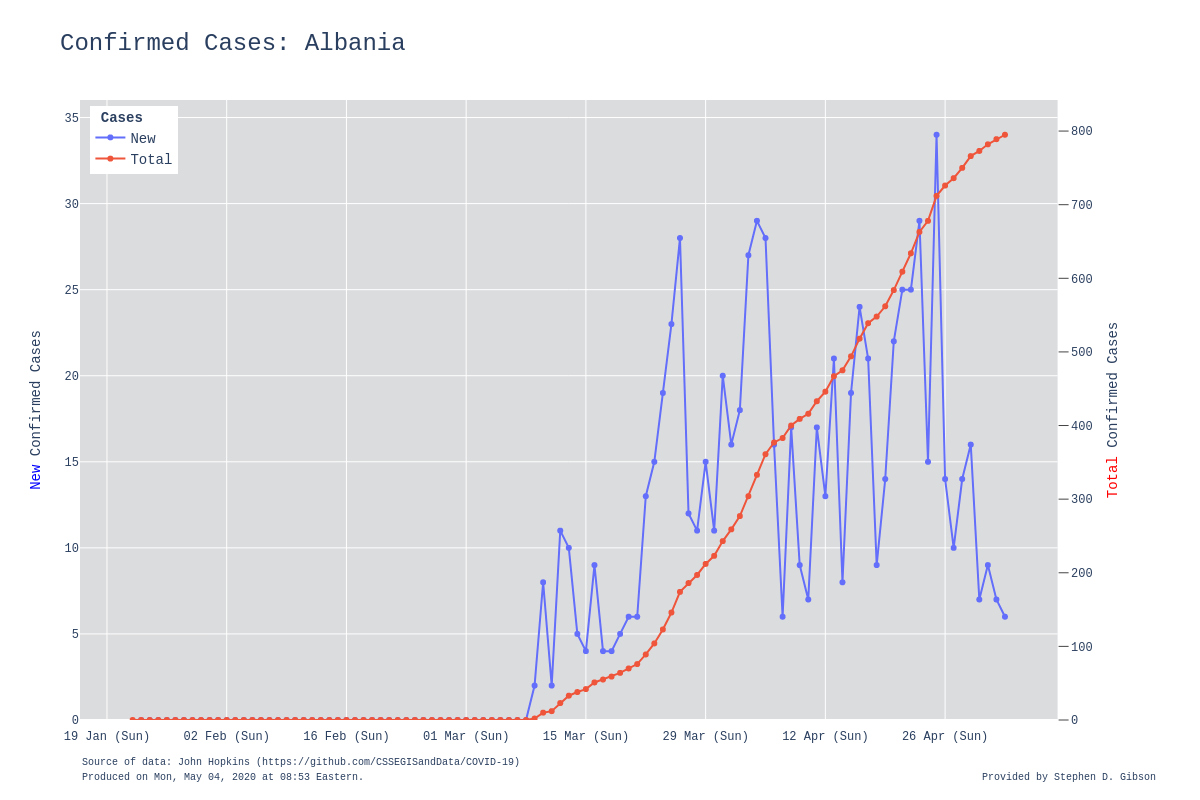 Confirmed Cases: Albania
Cases
New
Total
35
30
25
20
15
10
5
0
800
700
600
500
400
300
200
100
0
New Confirmed Cases
Total Confirmed Cases
19 Jan (Sun) 02 Feb (Sun) 16 Feb (Sun) 01 Mar (Sun) 15 Mar (Sun) 29 Mar (Sun) 12 Apr (Sun) 26 Apr (Sun)
Source of data: John Hopkins (https://github.com/CSSEGISandData/COVID-19)
Produced on Mon, May 04, 2020 at 08:53 Eastern.
Provided by Stephen D. Gibson